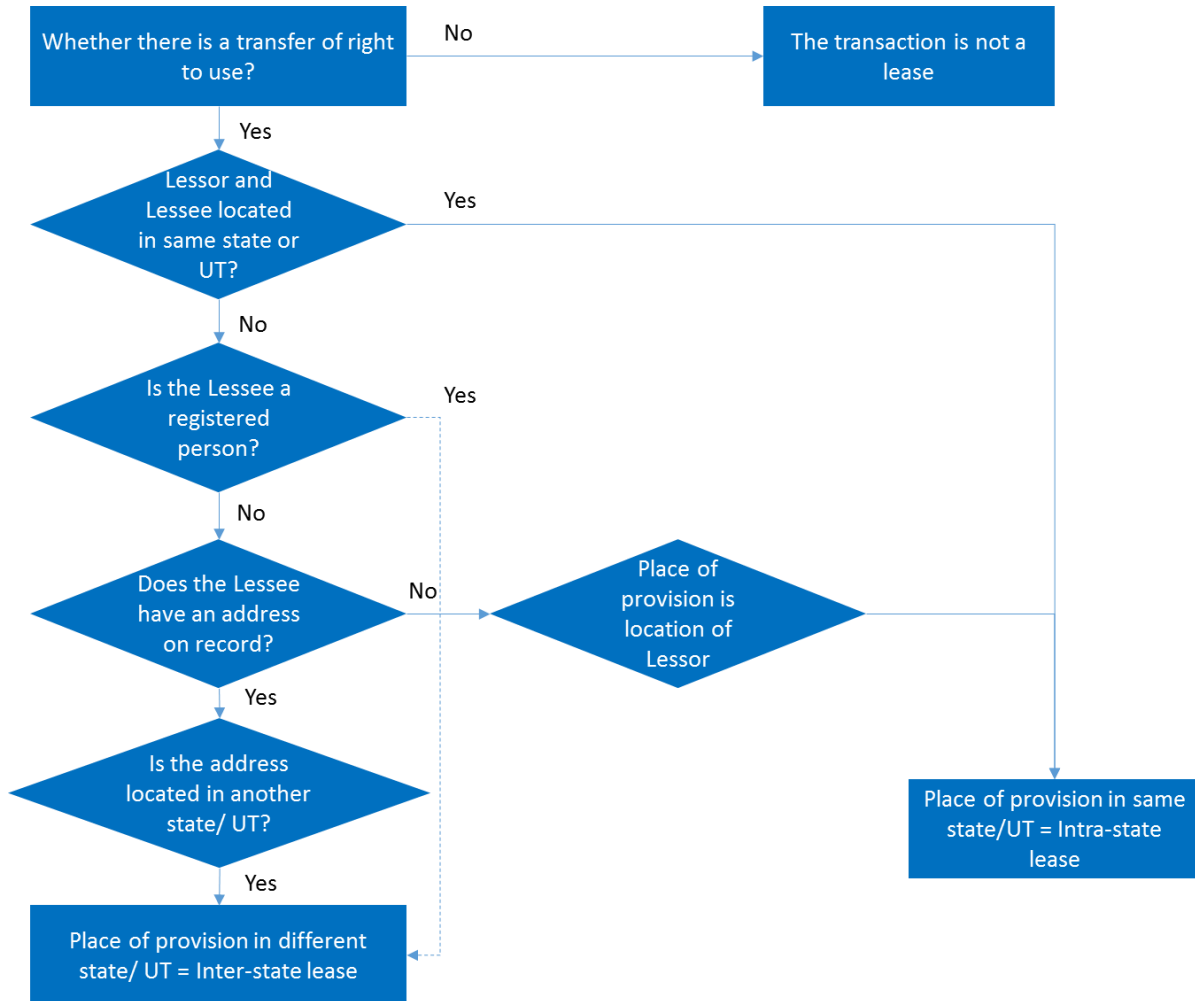 Whether there is a transfer of right
to use?
No
The transaction is not a
lease
Yes
Lessor and
Lessee located
in same state or
UT?
Yes
No
Is the Lessee a
registered
person?
Yes
No
Does the Lessee
have an address
on record?
No
Place of
provision is
location of
Lessor
Yes
Is the address
located in another
state/ UT?
Place of provision in same
state/UT = Intra-state
lease
Yes
Place of provision in different
state/ UT = Inter-state lease